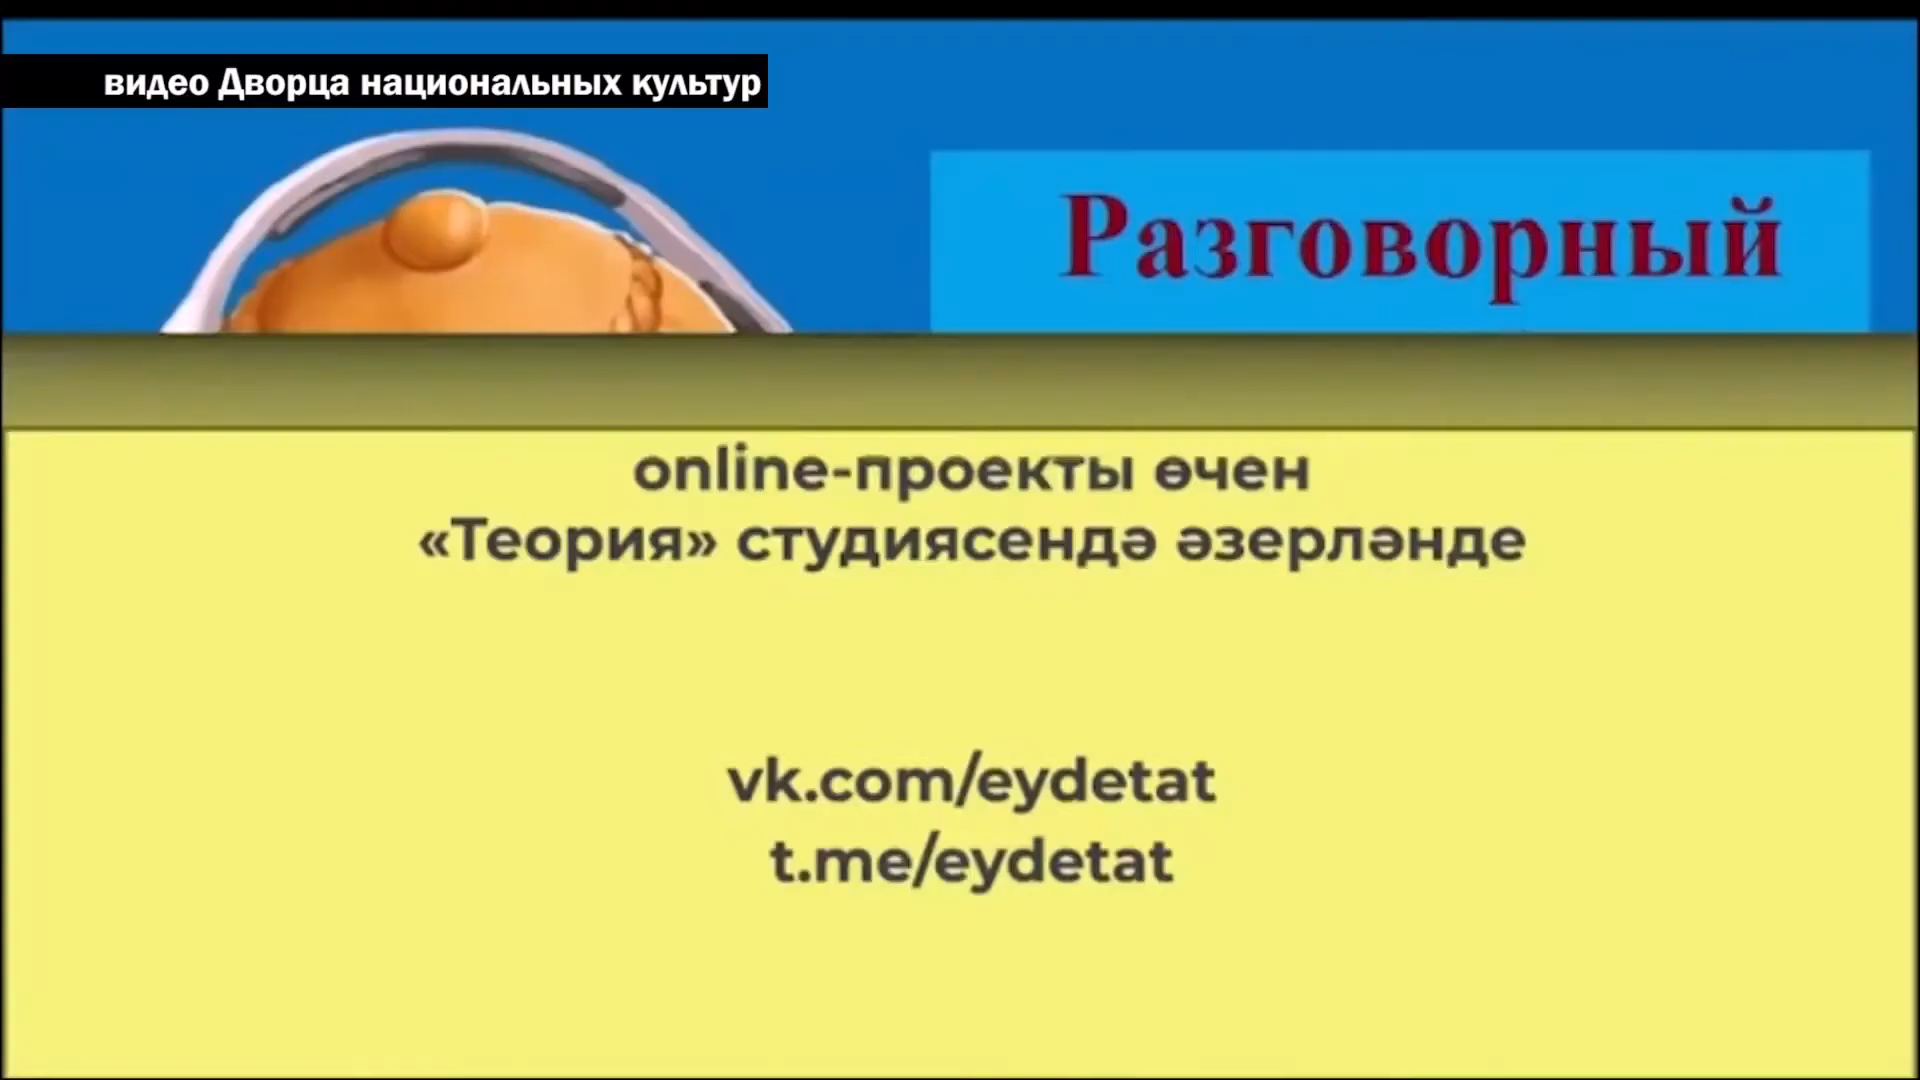 видео Дворца национальных культур
Разговорный
online-проекты өчен
«Теория» студиясендә әзерләнде
vk.com/eydetat
t.me/eydetat